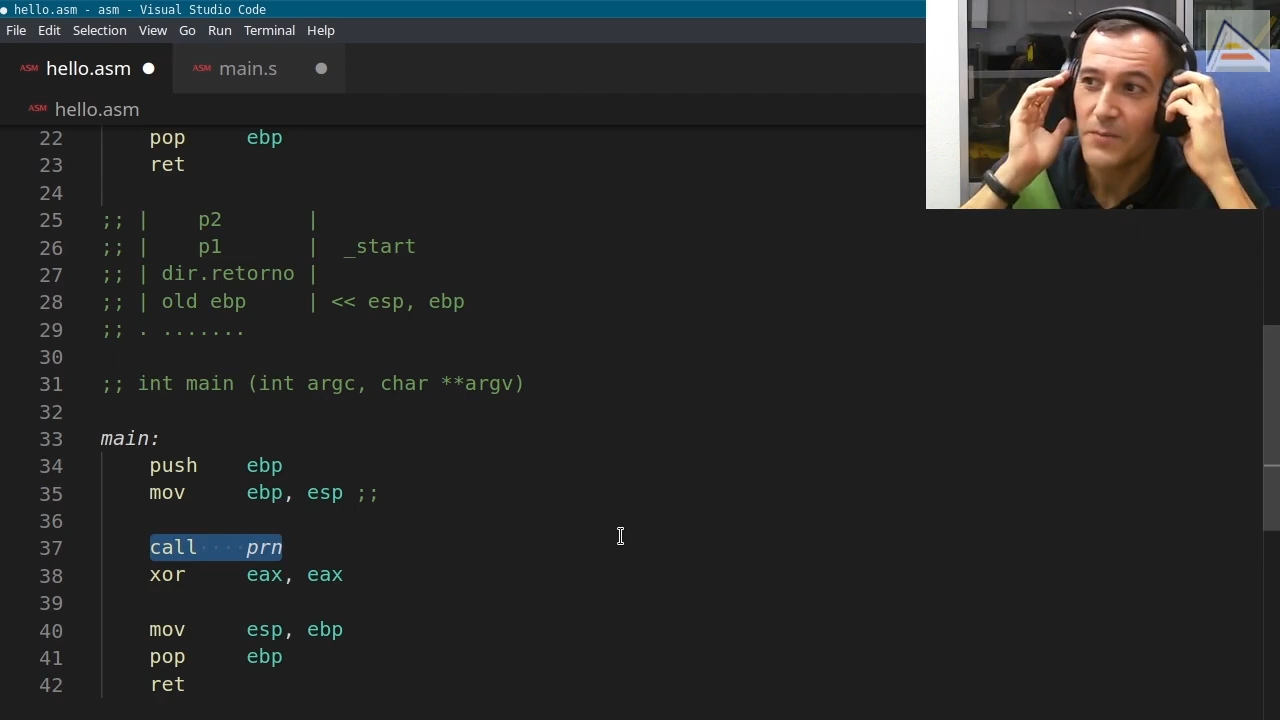 hello.asm - asm - Visual Studio Code
File Edit Selection View Go Run Terminal Help
ASM hello.asm ASM main.s
ASM hello.asm
22 pop ebp
23 ret
24
25 ;; | p2 |
26 ;; | p1 | _start
27 ;; | dir.retorno |
28 ;; | old ebp | << esp, ebp
29 ;; . .......
30
31 ;; int main (int argc, char **argv)
32
33 main:
34 push ebp
35 mov ebp, esp ;;
36
37 call prn
38 xor eax, eax
39
40 mov esp, ebp
41 pop ebp
42 ret